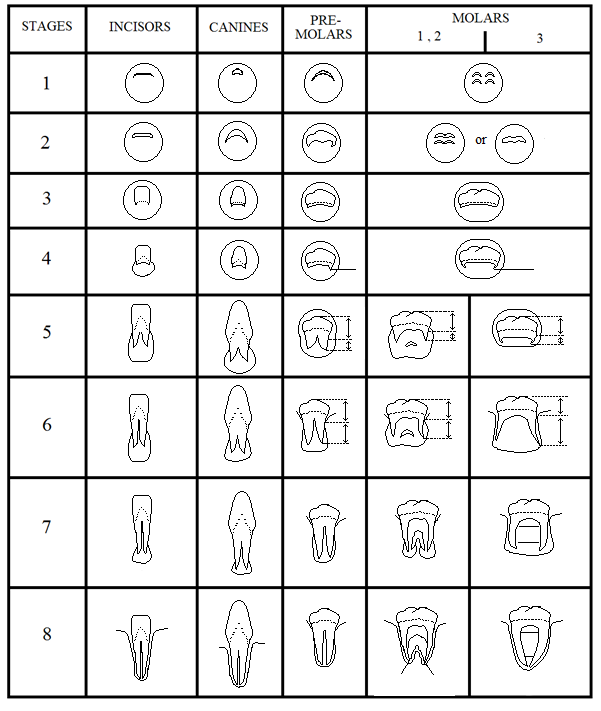 STAGES INCISORS CANINES PRE-
MOLARS MOLARS
1 , 2 3
1
2 or
3
4
5
6
7
8